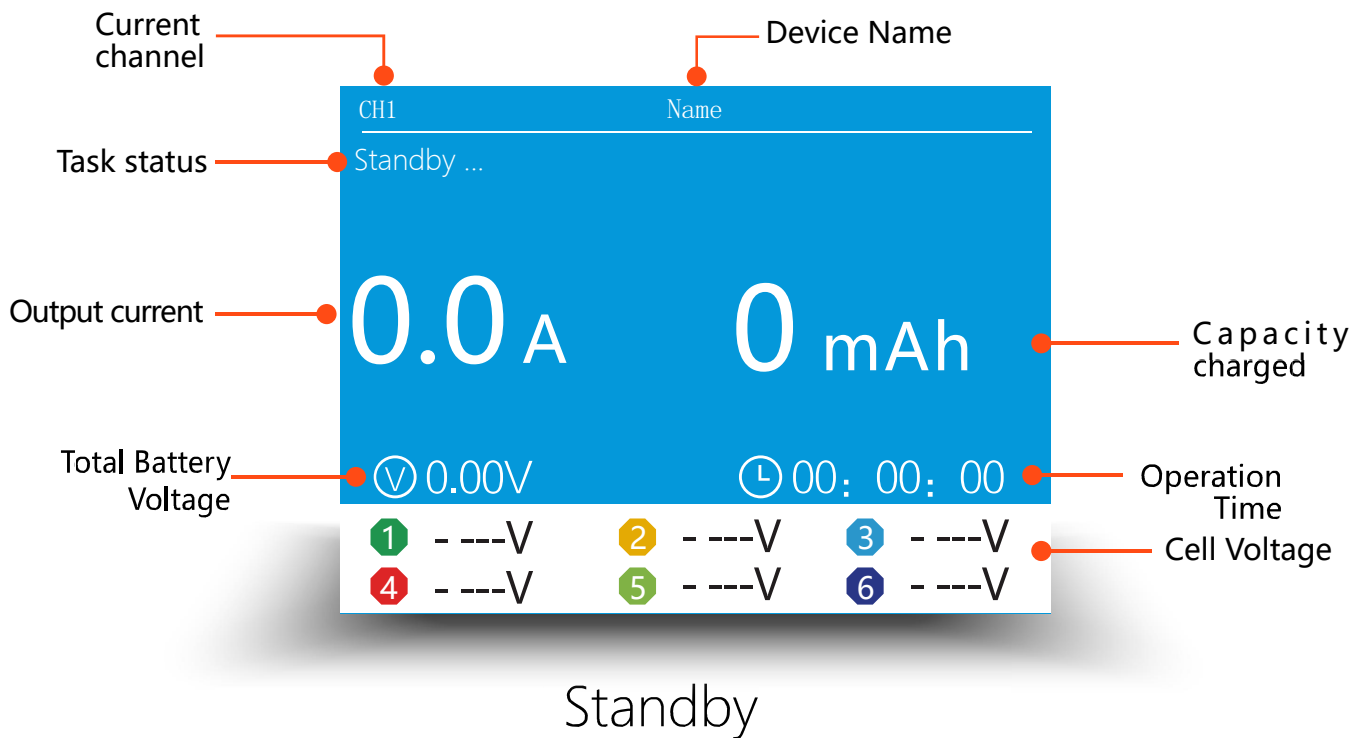 Current
channel
Device Name
CH1 Name
Task status
Standby ...
Output current
0.0 A 0 mAh
Capacity
charged
Total Battery
Voltage
V 0.00V 00: 00: 00
Operation
Time
1 - ---V 2 - ---V 3 - ---V
Cell Voltage
4 - ---V 5 - ---V 6 - ---V
Standby